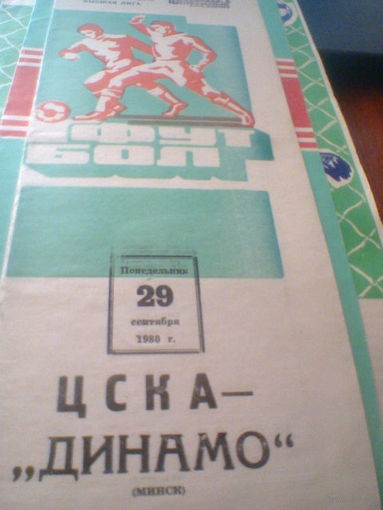 ВЫСШАЯ ЛИГА
ФУТ
БОЛ
Понедельник
29
сентября
1980 г.
ЦСКА—
„ДИНАМО“
(МИНСК)